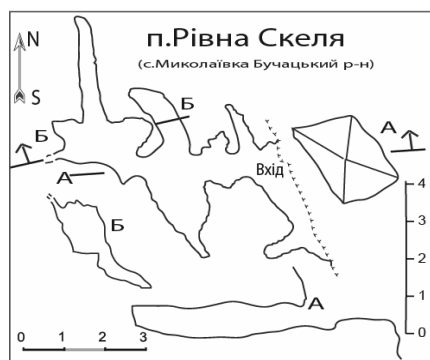 N
п.Рівна Скеля
(с.Миколаївка Бучацький р-н)
S
Б
А
Б
Вхід
А
4
Б
3
2
А
1
0
0 1 2 3